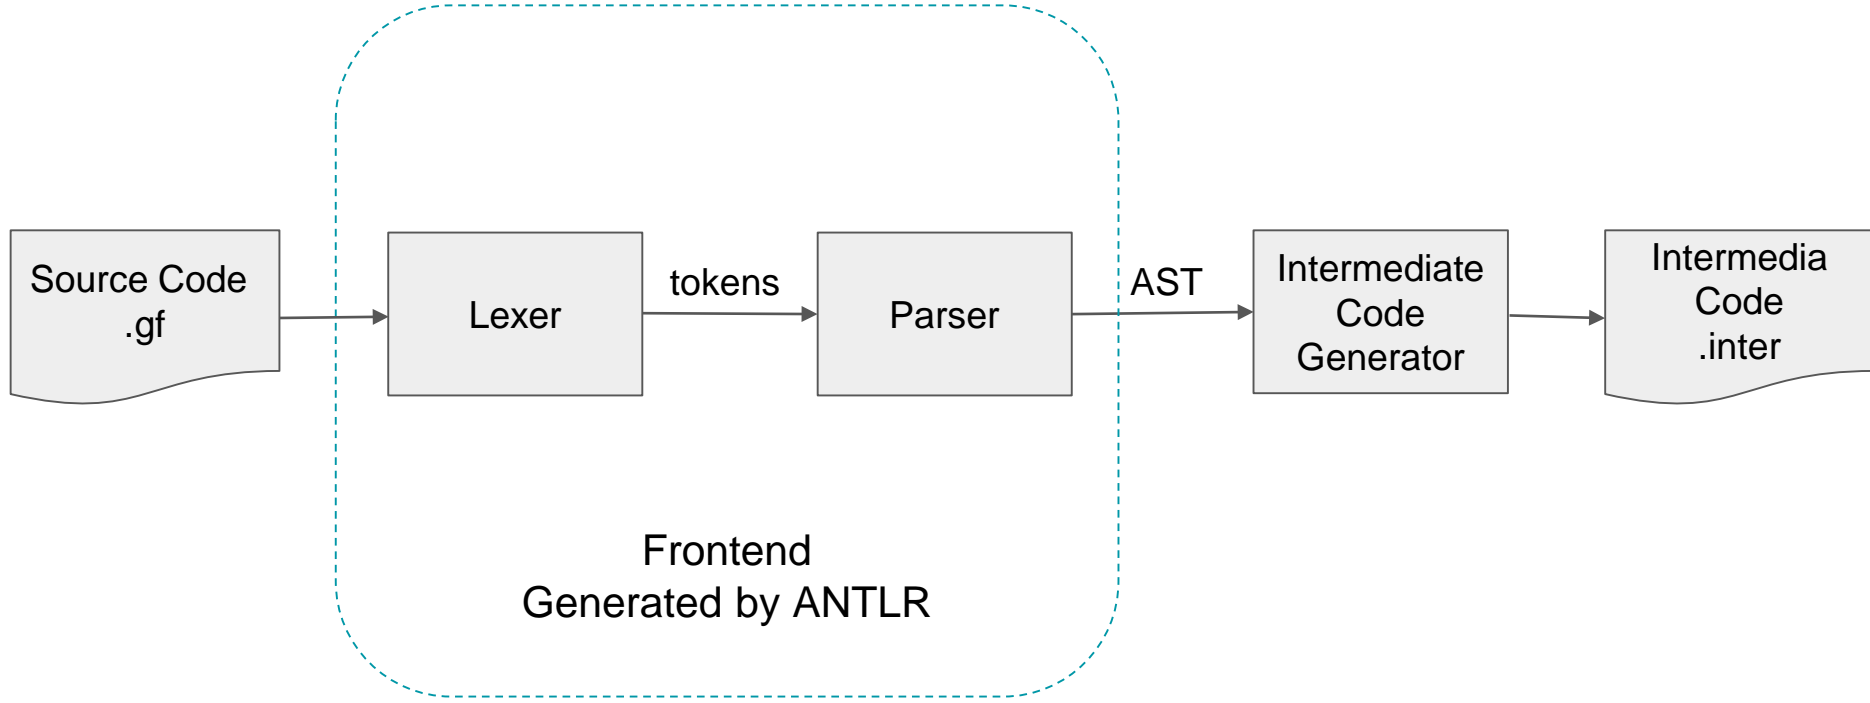 Source Code
.gf
Lexer
tokens
Parser
AST
Intermediate
Code
Generator
Intermedia
Code
.inter
Frontend
Generated by ANTLR